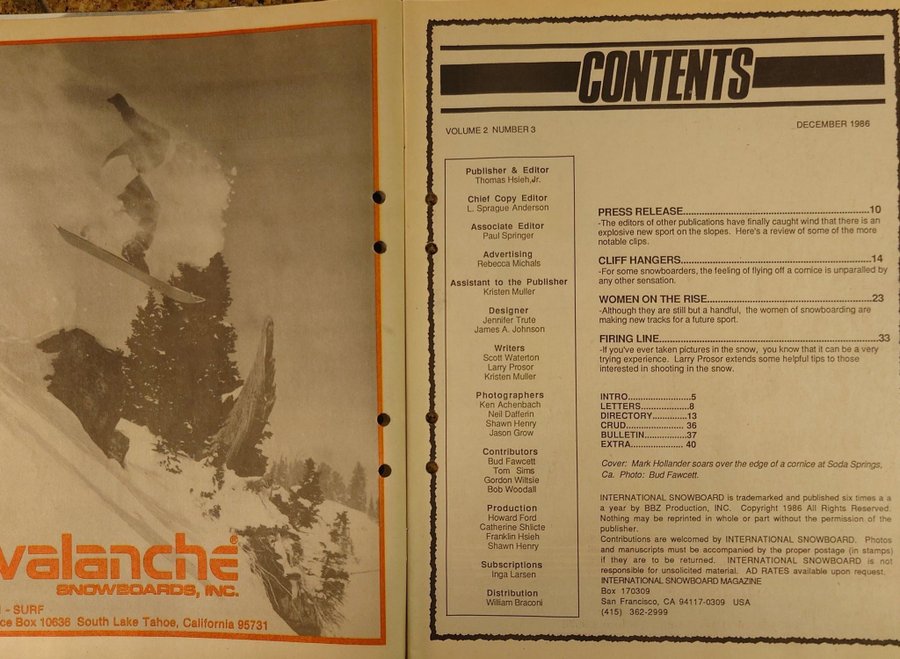 valanche
SNOWBOARDS, INC.
- SURF
ce Box 10636 South Lake Tahoe, California 95731
CONTENTS
VOLUME 2 NUMBER 3
DECEMBER 1986
Publisher & Editor
Thomas Hsieh,Jr.
Chief Copy Editor
L. Sprague Anderson
Associate Editor
Paul Springer
Advertising
Rebecca Michals
Assistant to the Publisher
Kristen Muller
Designer
Jennifer Trute
James A. Johnson
Writers
Scott Waterton
Larry Prosor
Kristen Muller
Photographers
Ken Achenbach
Neil Dafferin
Shawn Henry
Jason Grow
Contributors
Bud Fawcett
Tom Sims
Gordon Wiltsie
Bob Woodall
Production
Howard Ford
Catherine Shlicte
Franklin Hsieh
Shawn Henry
Subscriptions
Inga Larsen
Distribution
William Braconi
PRESS RELEASE..............................................................10
-The editors of other publications have finally caught wind that there is an
explosive new sport on the slopes. Here's a review of some of the more
notable clips.
CLIFF HANGERS..............................................................14
-For some snowboarders, the feeling of flying off a cornice is unparalled by
any other sensation.
WOMEN ON THE RISE.......................................................23
-Although they are still but a handful, the women of snowboarding are
making new tracks for a future sport.
FIRING LINE......................................................................33
-If you've ever taken pictures in the snow, you know that it can be a very
trying experience. Larry Prosor extends some helpful tips to those
interested in shooting in the snow.
INTRO.........................5
LETTERS....................8
DIRECTORY.............13
CRUD........................ 36
BULLETIN.................37
EXTRA....................... 40
Cover: Mark Hollander soars over the edge of a cornice at Soda Springs,
Ca. Photo: Bud Fawcett.
INTERNATIONAL SNOWBOARD is trademarked and published six times a a
a year by BBZ Production, INC. Copyright 1986 All Rights Reserved.
Nothing may be reprinted in whole or part without the permission of the
publisher.
Contributions are welcomed by INTERNATIONAL SNOWBOARD. Photos
and manuscripts must be accompanied by the proper postage (in stamps)
if they are to be returned. INTERNATIONAL SNOWBOARD is not
responsible for unsolicited material. AD RATES available upon request.
INTERNATIONAL SNOWBOARD MAGAZINE
Box 170309
San Francisco, CA 94117-0309 USA
(415) 362-2999